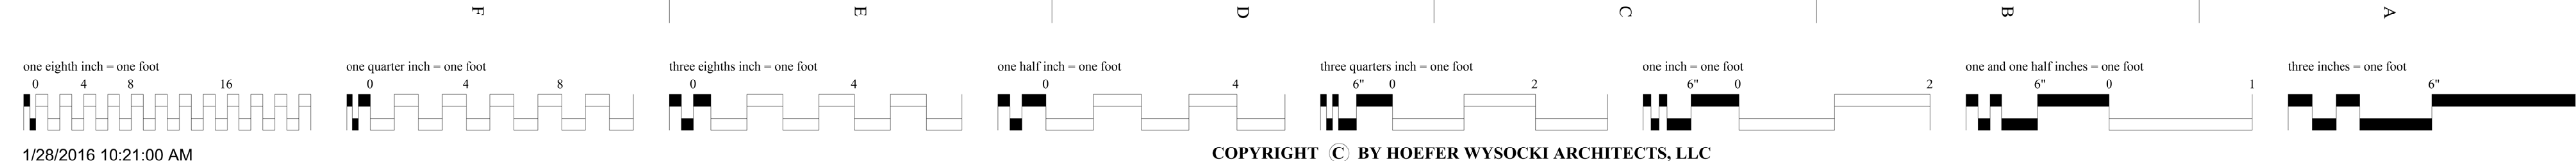 F E D C B A
one eighth inch = one foot one quarter inch = one foot three eighths inch = one foot one half inch = one foot three quarters inch = one foot one inch = one foot one and one half inches = one foot three inches = one foot
0 4 8 16 0 4 8 0 4 0 4 6" 0 2 6" 0 2 6" 0 1 6"
1/28/2016 10:21:00 AM COPYRIGHT © BY HOEFER WYSOCKI ARCHITECTS, LLC